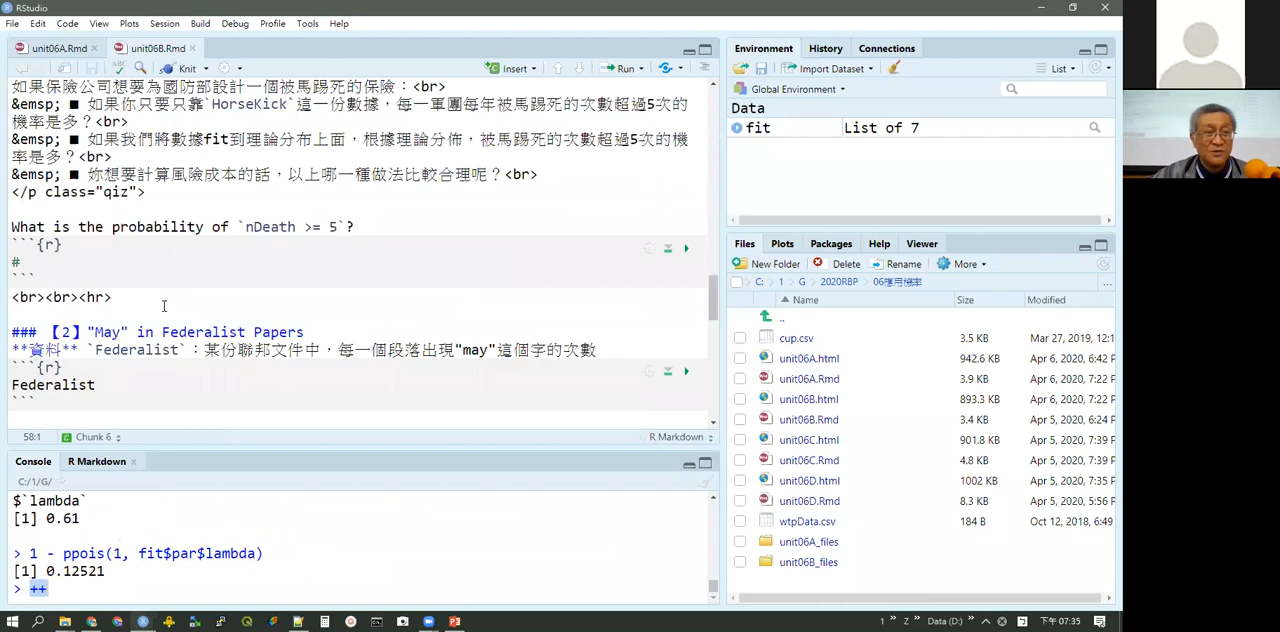 RStudio
File Edit Code View Plots Session Build Debug Profile Tools Help
unit06A.Rmd × unit06B.Rmd ×
ABC Knit Insert Run
如果保險公司想要為國防部設計一個被馬踢死的保險：<br>
&emsp; ■ 如果你只要只靠`HorseKick`這一份數據，每一軍團每年被馬踢死的次數超過5次的
機率是多？<br>
&emsp; ■ 如果我們將數據fit到理論分布上面，根據理論分佈，被馬踢死的次數超過5次的機
率是多？<br>
&emsp; ■ 妳想要計算風險成本的話，以上哪一種做法比較合理呢？<br>
</p class="qiz">
What is the probability of `nDeath >= 5`?
```{r}
#
```
<br><br><hr>
### 【2】"May" in Federalist Papers
**資料** `Federalist`：某份聯邦文件中，每一個段落出現"may"這個字的次數
```{r}
Federalist
```
58:1 Chunk 6 R Markdown
Console R Markdown ×
C:/1/G/
$`lambda`
[1] 0.61
> 1 - ppois(1, fit$par$lambda)
[1] 0.12521
> ++
Environment History Connections
Import Dataset List
Global Environment
Data
fit List of 7
Files Plots Packages Help Viewer
New Folder Delete Rename More
C: 1 G 2020RBP 06應用機率 ...
Name Size Modified
..
cup.csv 3.5 KB Mar 27, 2019, 12:1
unit06A.html 942.6 KB Apr 6, 2020, 6:42 P
unit06A.Rmd 3.9 KB Apr 6, 2020, 7:22 P
unit06B.html 893.3 KB Apr 6, 2020, 7:22 P
unit06B.Rmd 3.4 KB Apr 5, 2020, 6:24 P
unit06C.html 901.8 KB Apr 5, 2020, 7:39 P
unit06C.Rmd 4.8 KB Apr 5, 2020, 7:39 P
unit06D.html 1002 KB Apr 5, 2020, 7:35 P
unit06D.Rmd 8.3 KB Apr 5, 2020, 5:56 P
wtpData.csv 184 B Oct 12, 2018, 6:49
unit06A_files
unit06B_files
1 » Z » Data (D:) » 下午 07:35